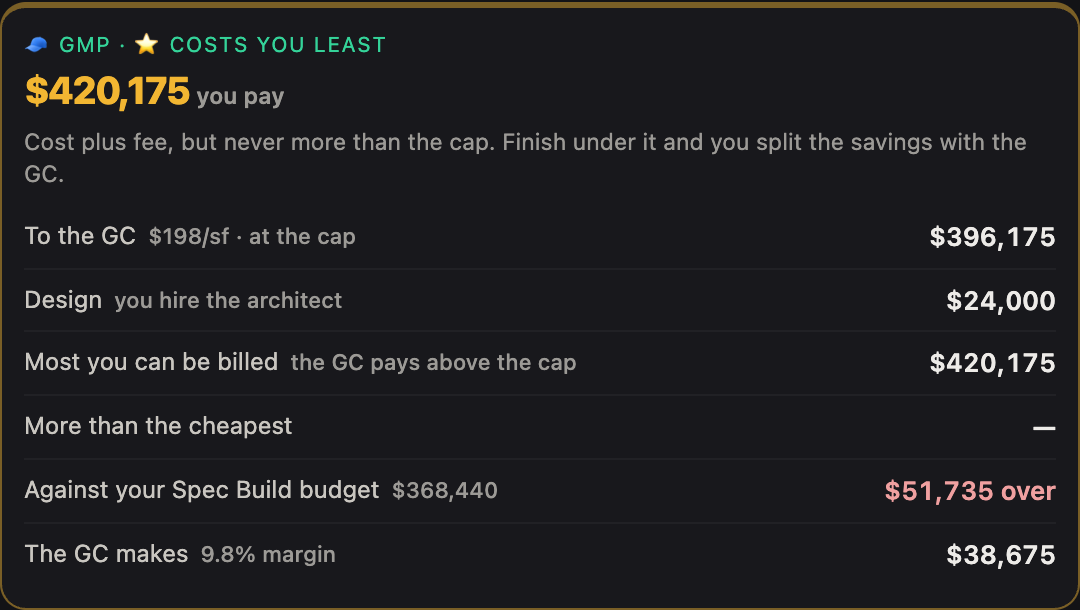 🧢 GMP · ⭐ COSTS YOU LEAST
$420,175 you pay
Cost plus fee, but never more than the cap. Finish under it and you split the savings with the
GC.
To the GC $198/sf · at the cap $396,175
Design you hire the architect $24,000
Most you can be billed the GC pays above the cap $420,175
More than the cheapest —
Against your Spec Build budget $368,440 $51,735 over
The GC makes 9.8% margin $38,675